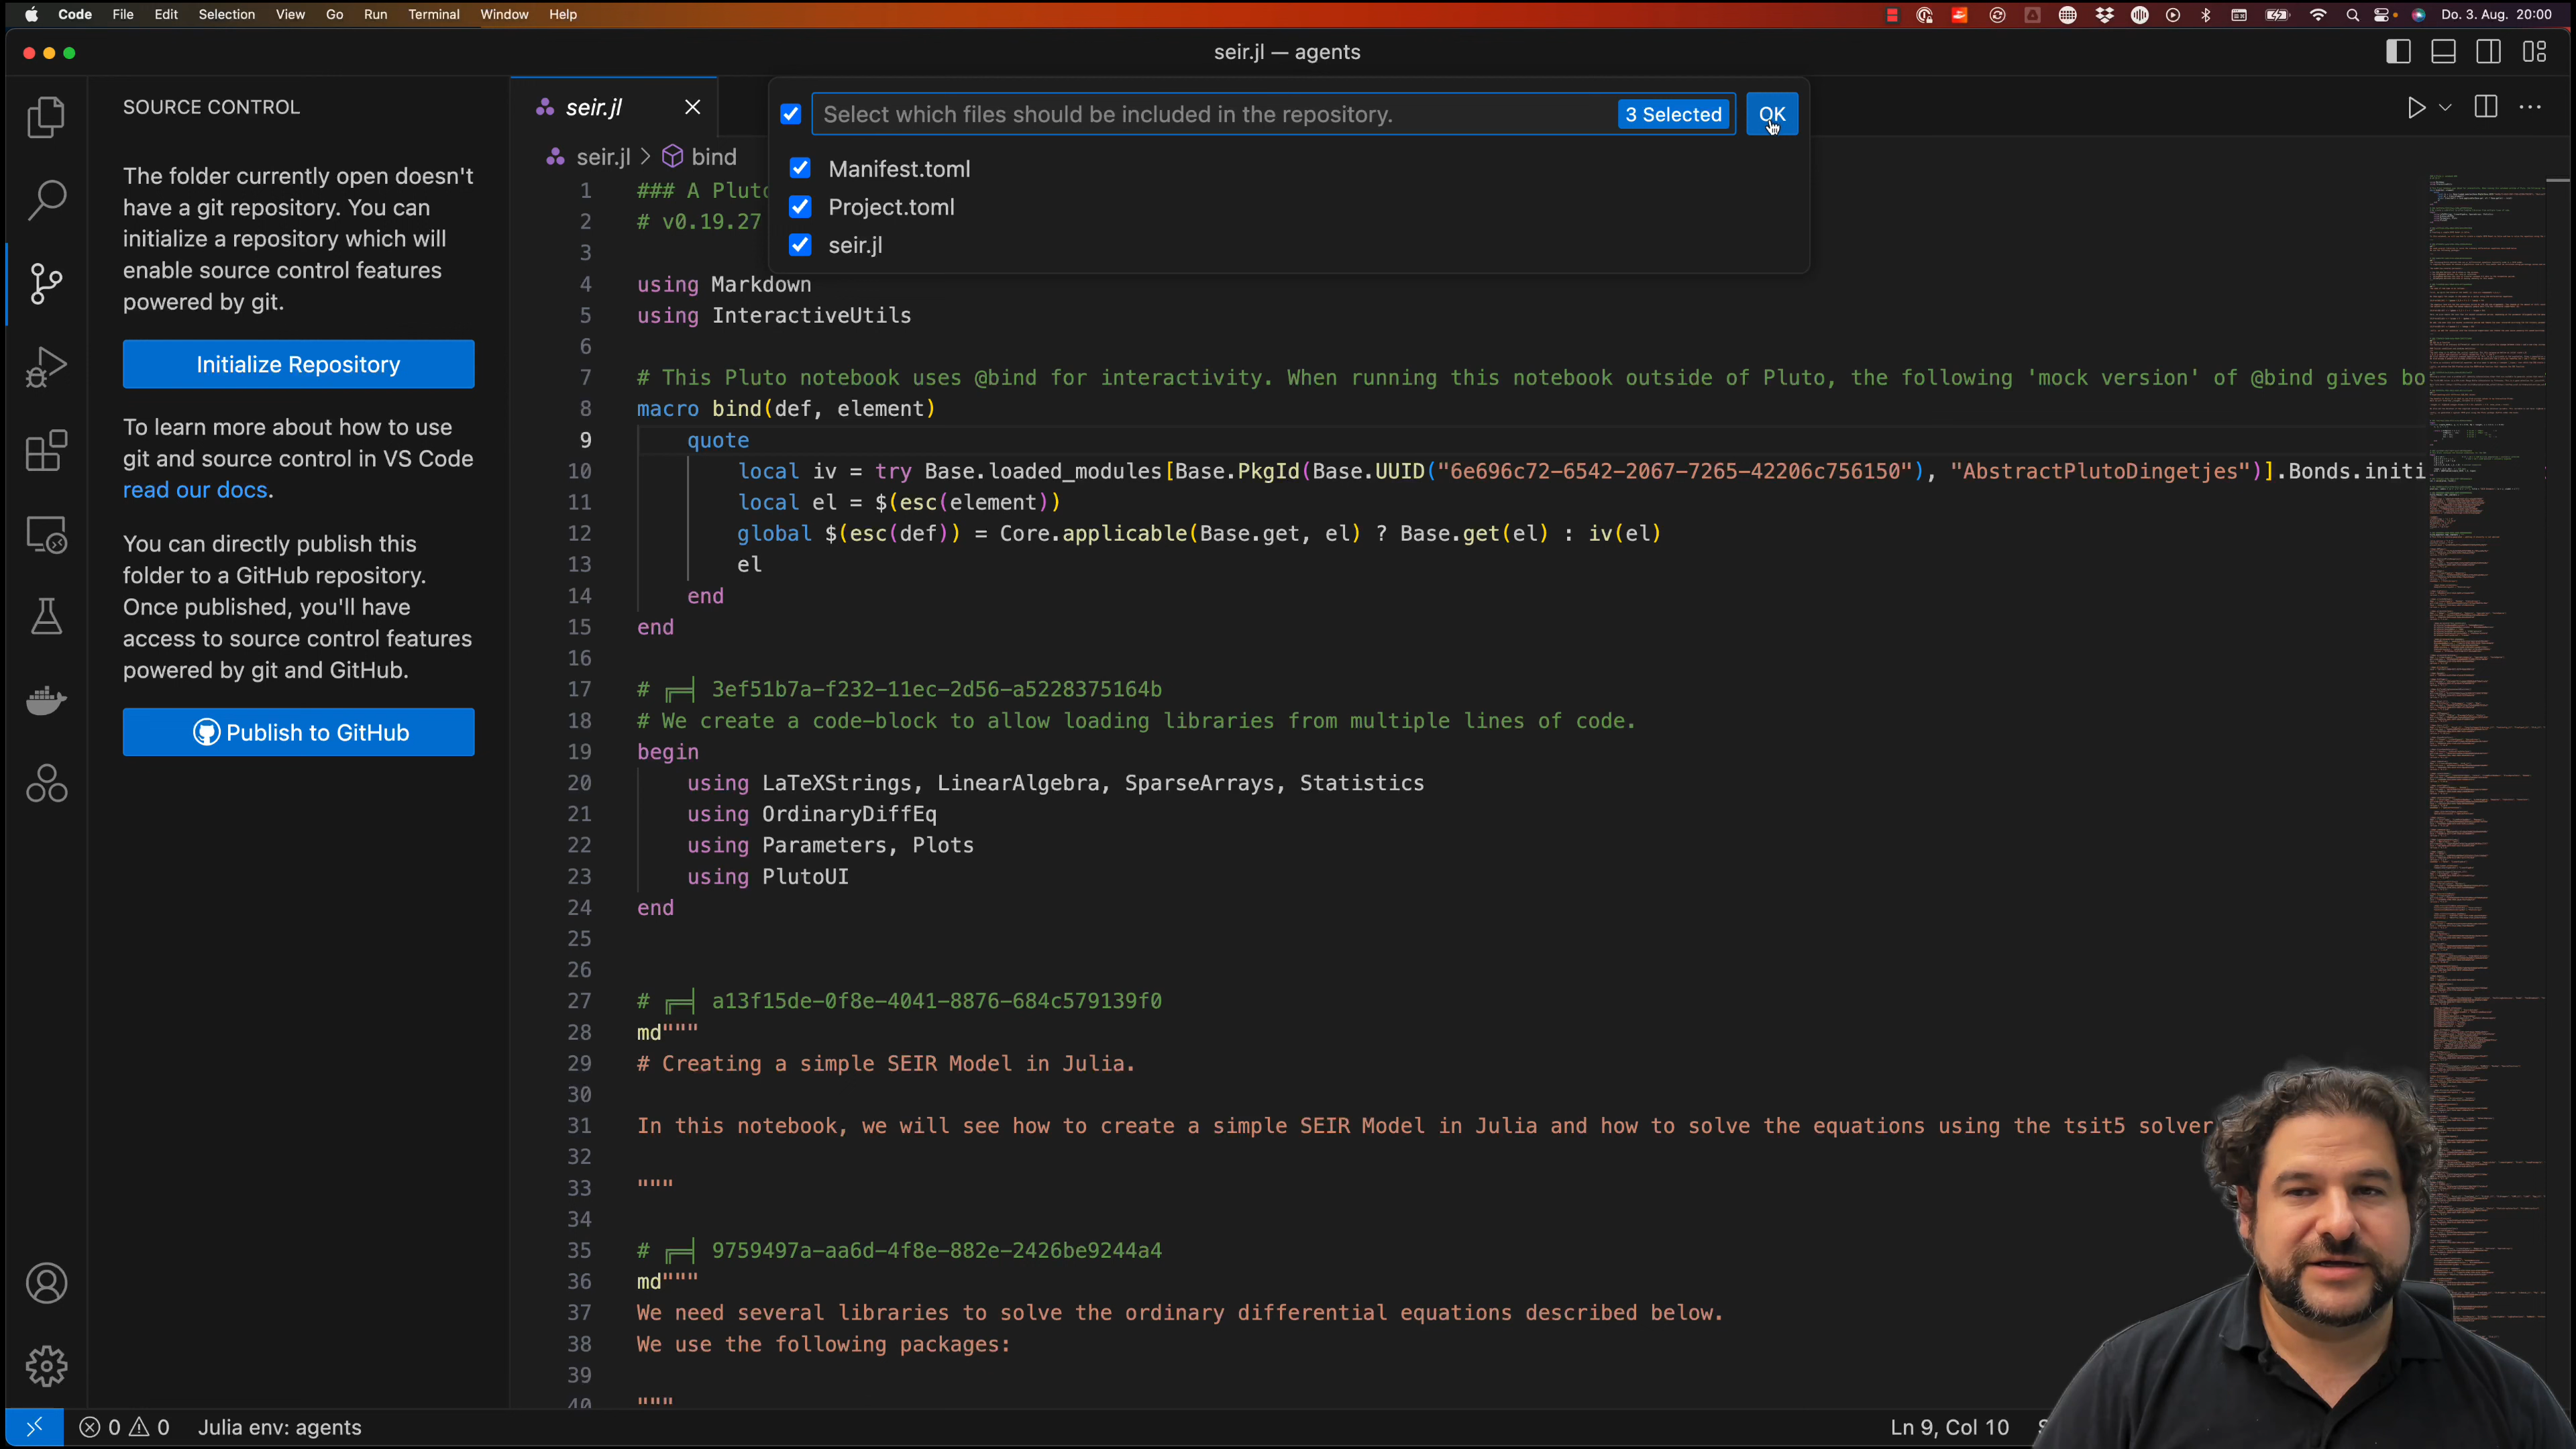 Code File Edit Selection View Go Run Terminal Window Help
Do. 3. Aug. 20:00
seir.jl — agents
SOURCE CONTROL
The folder currently open doesn't
have a git repository. You can
initialize a repository which will
enable source control features
powered by git.
Initialize Repository
To learn more about how to use
git and source control in VS Code
read our docs.
You can directly publish this
folder to a GitHub repository.
Once published, you'll have
access to source control features
powered by git and GitHub.
Publish to GitHub
seir.jl
Select which files should be included in the repository. 3 Selected OK
Manifest.toml
Project.toml
seir.jl
seir.jl > bind
1 ### A Pluto
2 # v0.19.27
3
4 using Markdown
5 using InteractiveUtils
6
7 # This Pluto notebook uses @bind for interactivity. When running this notebook outside of Pluto, the following 'mock version' of @bind gives bo
8 macro bind(def, element)
9 quote
10 local iv = try Base.loaded_modules[Base.PkgId(Base.UUID("6e696c72-6542-2067-7265-42206c756150"), "AbstractPlutoDingetjes")].Bonds.initi
11 local el = $(esc(element))
12 global $(esc(def)) = Core.applicable(Base.get, el) ? Base.get(el) : iv(el)
13 el
14 end
15 end
16
17 # ╔═╡ 3ef51b7a-f232-11ec-2d56-a5228375164b
18 # We create a code-block to allow loading libraries from multiple lines of code.
19 begin
20 using LaTeXStrings, LinearAlgebra, SparseArrays, Statistics
21 using OrdinaryDiffEq
22 using Parameters, Plots
23 using PlutoUI
24 end
25
26
27 # ╔═╡ a13f15de-0f8e-4041-8876-684c579139f0
28 md"""
29 # Creating a simple SEIR Model in Julia.
30
31 In this notebook, we will see how to create a simple SEIR Model in Julia and how to solve the equations using the tsit5 solver
32
33 """
34
35 # ╔═╡ 9759497a-aa6d-4f8e-882e-2426be9244a4
36 md"""
37 We need several libraries to solve the ordinary differential equations described below.
38 We use the following packages:
39
40 """
0 0 Julia env: agents
Ln 9, Col 10